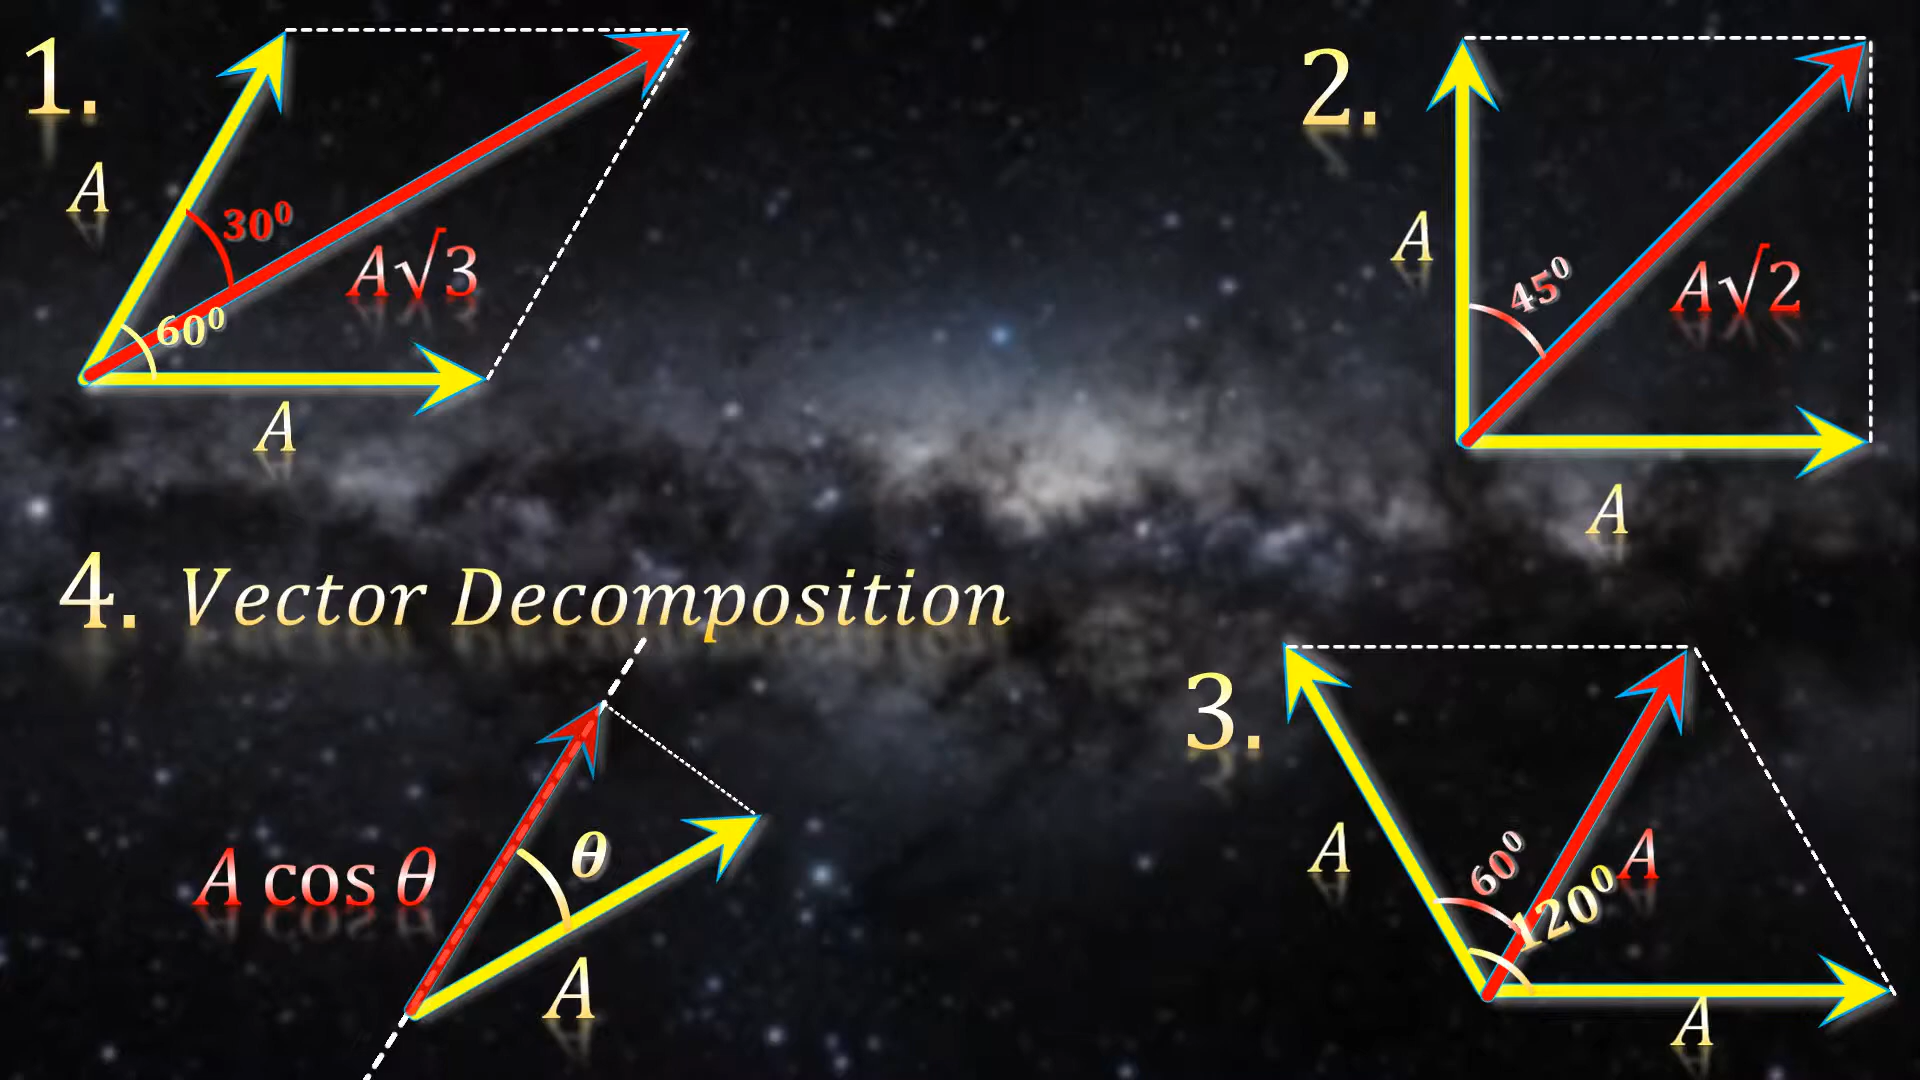 1.
A
30⁰
A√3
60⁰
A
2.
A
45⁰
A√2
A
4. Vector Decomposition
A cos θ
θ
A
3.
A
60⁰
120⁰
A
A